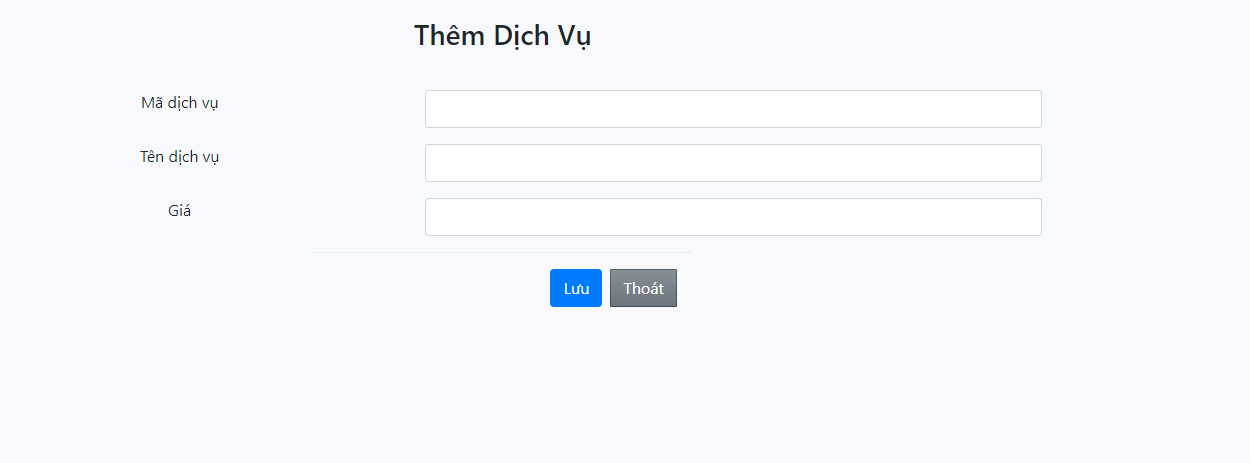 Thêm Dịch Vụ
Mã dịch vụ
Tên dịch vụ
Giá
Lưu Thoát